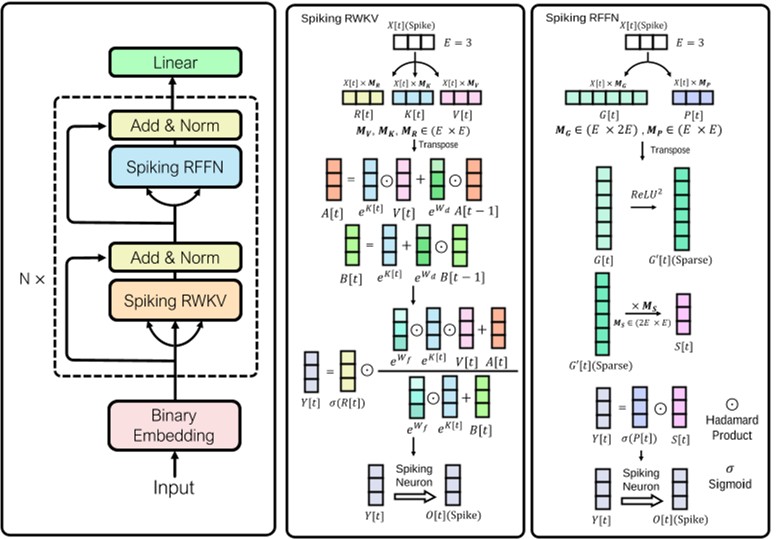 Linear
Add & Norm
Spiking RFFN
Add & Norm
N ×
Spiking RWKV
Binary
Embedding
Input
Spiking RWKV
X[t](Spike)
E = 3
X[t] × M_R X[t] × M_K X[t] × M_V
R[t] K[t] V[t]
M_V, M_K, M_R ∈ (E × E)
Transpose
= ⊙ + ⊙
A[t] e^{K[t]} V[t] e^{W_d} A[t − 1]
= + ⊙
B[t] e^{K[t]} e^{W_d} B[t − 1]
⊙ ⊙ +
e^{W_f} e^{K[t]} V[t] A[t]
= ⊙
Y[t] σ(R[t])
⊙ +
e^{W_f} e^{K[t]} B[t]
Spiking
Neuron
Y[t] O[t](Spike)
Spiking RFFN
X[t](Spike)
E = 3
X[t] × M_G X[t] × M_P
G[t] P[t]
M_G ∈ (E × 2E) , M_P ∈ (E × E)
Transpose
ReLU²
G[t] G′[t](Sparse)
× M_S
M_S ∈ (2E × E)
S[t]
G′[t](Sparse)
= ⊙
Y[t] σ(P[t]) S[t]
⊙
Hadamard
Product
Spiking
Neuron
Y[t] O[t](Spike)
σ
Sigmoid